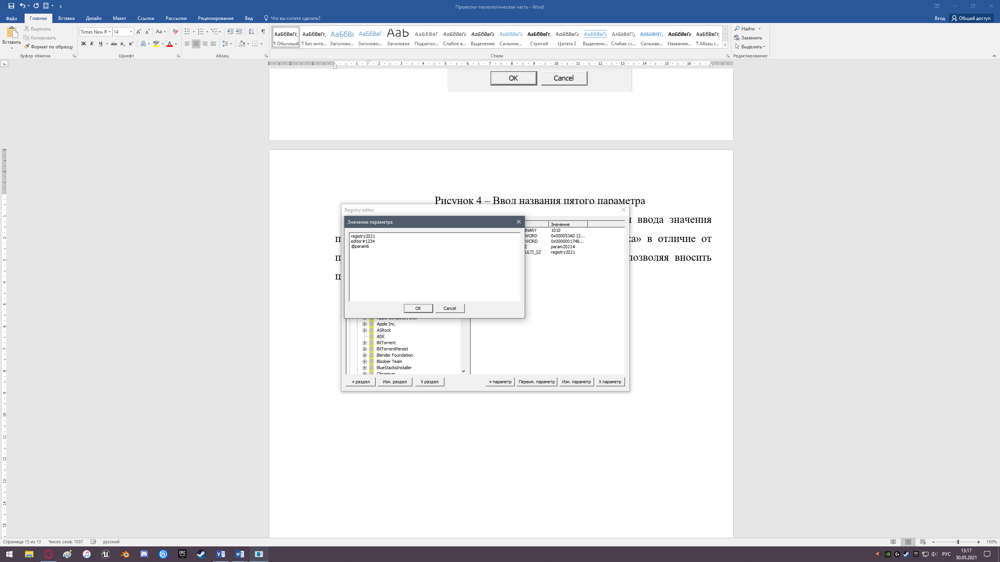 Проектно-технологическая часть - Word
Файл
Главная
Вставка
Дизайн
Макет
Ссылки
Рассылки
Рецензирование
Вид
Что вы хотите сделать?
Вход
Общий доступ
Вставить
Вырезать
Копировать
Формат по образцу
Буфер обмена
Times New R
14
Шрифт
Абзац
АаБбВвГг,
АаБбВвГг,
АаБбВ
АаБбВвГ
АаБ
АаБбВвГ
АаБбВвГг
АаБбВвГг
АаБбВвГг
АаБбВвГг,
АаБбВвГг
АаБбВвГг
АаБбВвГг,
АаБбВвГг,
АаБбВвГг
АаБбВвГг,
¶ Обычный
¶ Без инте...
Заголово...
Заголово...
Заголовок
Подзагол...
Слабое в...
Выделение
Сильное...
Строгий
Цитата 2
Выделенн...
Слабая сс...
Сильная...
Название...
¶ Абзац с...
Стили
Найти
Заменить
Выделить
Редактирование
OK
Cancel
Рисунок 4 – Ввод названия пятого параметра
ввода значения
в отличие от
позволяя вносить
Registry editor
Значение параметра
registry2021
editor#1234
@param6
OK
Cancel
Значение
INARY 1010
WORD 0x000053AD (2...
WORD 0x0000001748...
Z param2021#
ULTI_SZ registry2021
Apple Computer, Inc.
Apple Inc.
ASRock
ASX
BitTorrent
BitTorrentPersist
Blender Foundation
Bloober Team
BlueStacksInstaller
Chromium
+ раздел
Изм. раздел
X раздел
+ параметр
Переим. параметр
Изм. параметр
X параметр
Страница 13 из 13
Число слов: 1037
русский
150%
РУС
13:17
30.05.2021